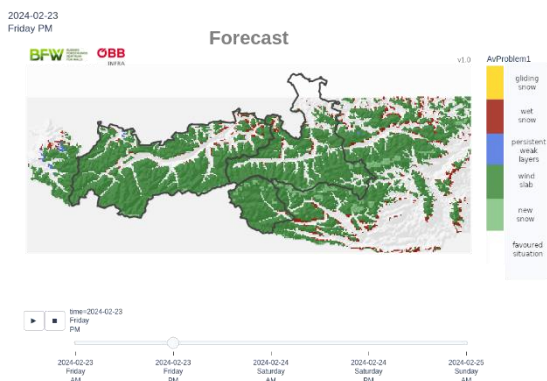 2024-02-23
Friday PM
Forecast
BFW
ÖBB
INFRA
v1.0
AvProblem1
gliding
snow
wet
snow
persistent
weak
layers
wind
slab
new
snow
favoured
situation
time=2024-02-23
Friday
PM
2024-02-23
Friday
AM
2024-02-23
Friday
PM
2024-02-24
Saturday
AM
2024-02-24
Saturday
PM
2024-02-25
Sunday
AM